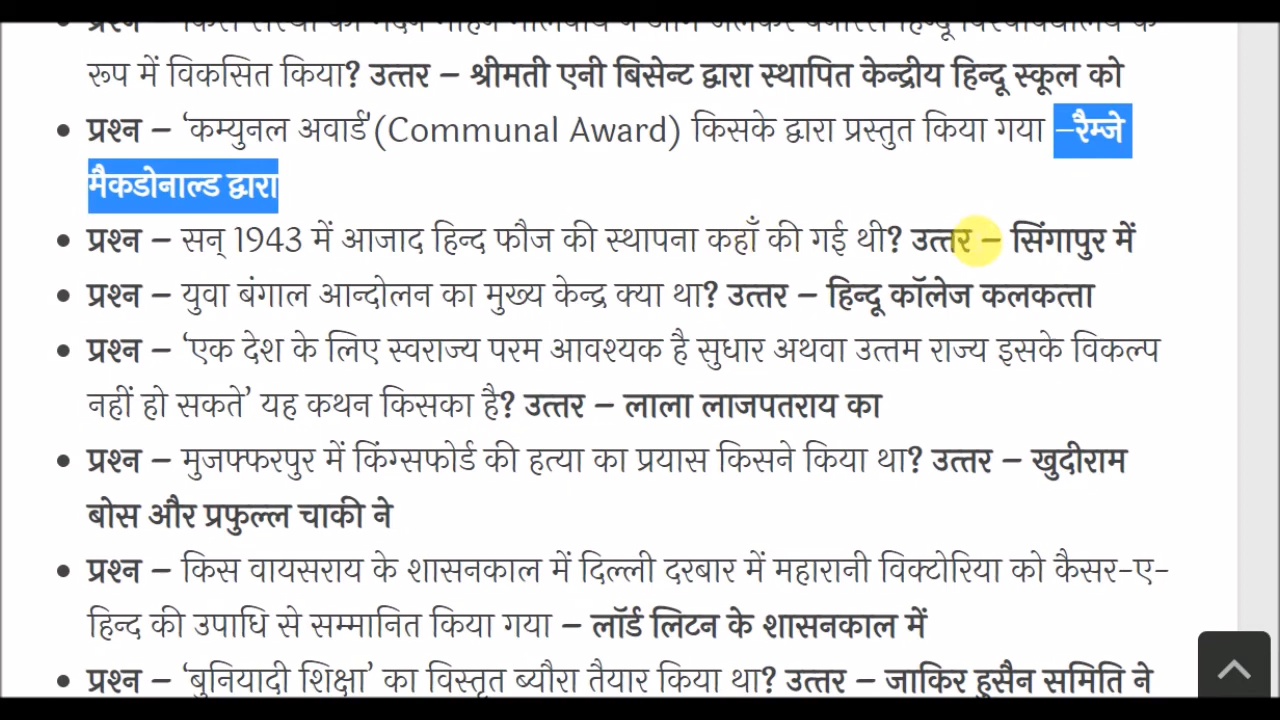 रूप में विकसित किया? उत्तर – श्रीमती एनी बिसेन्ट द्वारा स्थापित केन्द्रीय हिन्दू स्कूल को
• प्रश्न – ‘कम्युनल अवार्ड'(Communal Award) किसके द्वारा प्रस्तुत किया गया –रैम्जे
मैकडोनाल्ड द्वारा
• प्रश्न – सन् 1943 में आजाद हिन्द फौज की स्थापना कहाँ की गई थी? उत्तर – सिंगापुर में
• प्रश्न – युवा बंगाल आन्दोलन का मुख्य केन्द्र क्या था? उत्तर – हिन्दू कॉलेज कलकत्ता
• प्रश्न – ‘एक देश के लिए स्वराज्य परम आवश्यक है सुधार अथवा उत्तम राज्य इसके विकल्प
नहीं हो सकते’ यह कथन किसका है? उत्तर – लाला लाजपतराय का
• प्रश्न – मुजफ्फरपुर में किंग्सफोर्ड की हत्या का प्रयास किसने किया था? उत्तर – खुदीराम
बोस और प्रफुल्ल चाकी ने
• प्रश्न – किस वायसराय के शासनकाल में दिल्ली दरबार में महारानी विक्टोरिया को कैसर-ए-
हिन्द की उपाधि से सम्मानित किया गया – लॉर्ड लिटन के शासनकाल में
• प्रश्न – ‘बुनियादी शिक्षा’ का विस्तृत ब्यौरा तैयार किया था? उत्तर – जाकिर हुसैन समिति ने